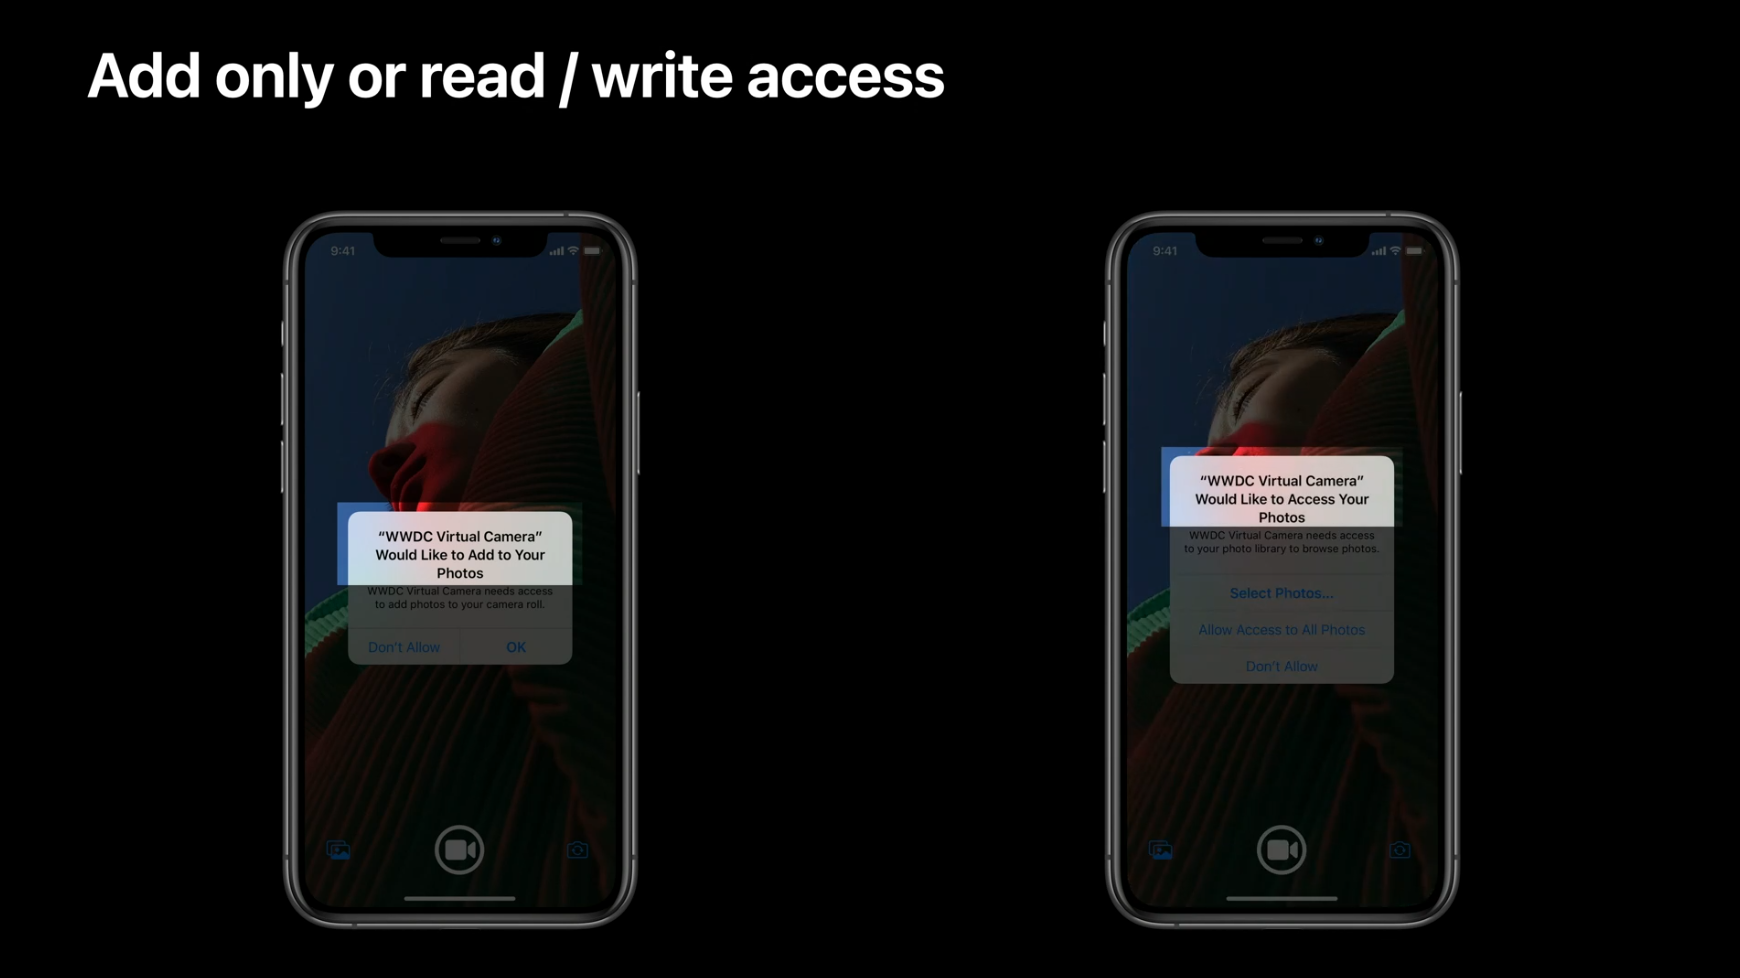 Add only or read / write access
9:41
“WWDC Virtual Camera”
Would Like to Add to Your
Photos
WWDC Virtual Camera needs access
to add photos to your camera roll.
Don't Allow
OK
9:41
“WWDC Virtual Camera”
Would Like to Access Your
Photos
WWDC Virtual Camera needs access
to your photo library to browse photos.
Select Photos...
Allow Access to All Photos
Don't Allow